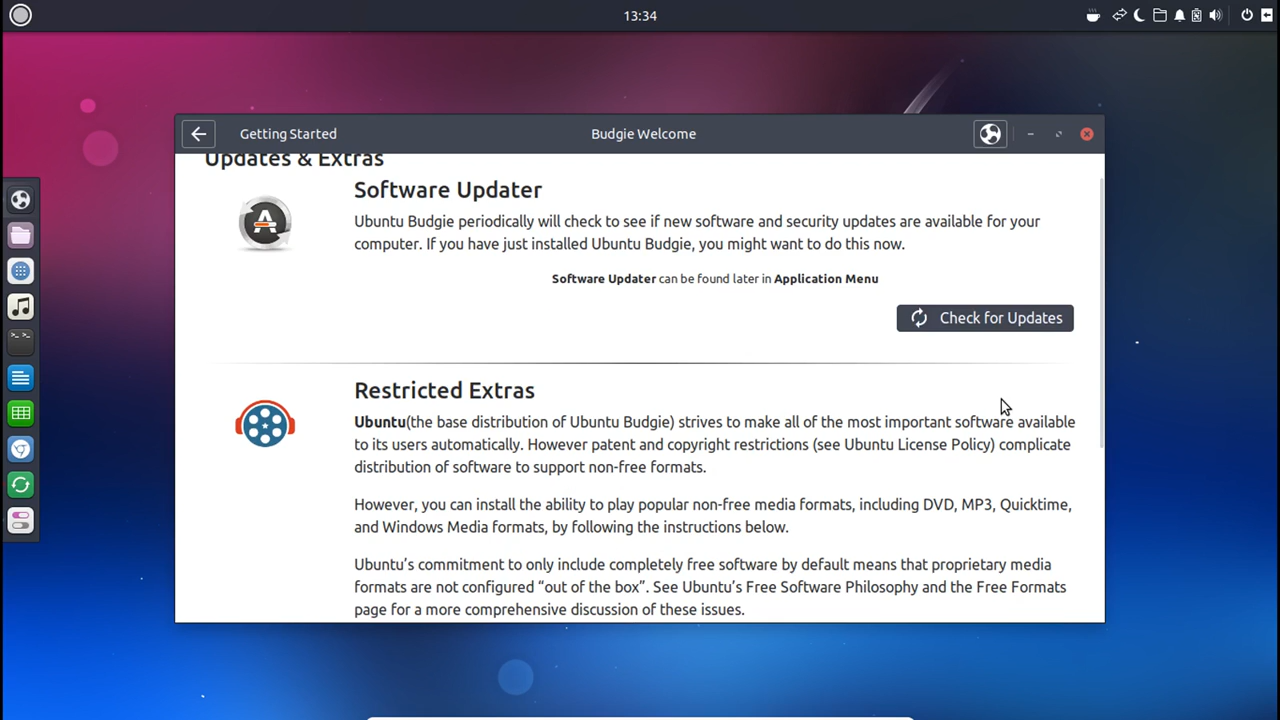 13:34
Getting Started
Budgie Welcome
Updates & Extras
Software Updater
Ubuntu Budgie periodically will check to see if new software and security updates are available for your
computer. If you have just installed Ubuntu Budgie, you might want to do this now.
Software Updater can be found later in Application Menu
Check for Updates
Restricted Extras
Ubuntu(the base distribution of Ubuntu Budgie) strives to make all of the most important software available
to its users automatically. However patent and copyright restrictions (see Ubuntu License Policy) complicate
distribution of software to support non-free formats.
However, you can install the ability to play popular non-free media formats, including DVD, MP3, Quicktime,
and Windows Media formats, by following the instructions below.
Ubuntu’s commitment to only include completely free software by default means that proprietary media
formats are not configured “out of the box”. See Ubuntu’s Free Software Philosophy and the Free Formats
page for a more comprehensive discussion of these issues.